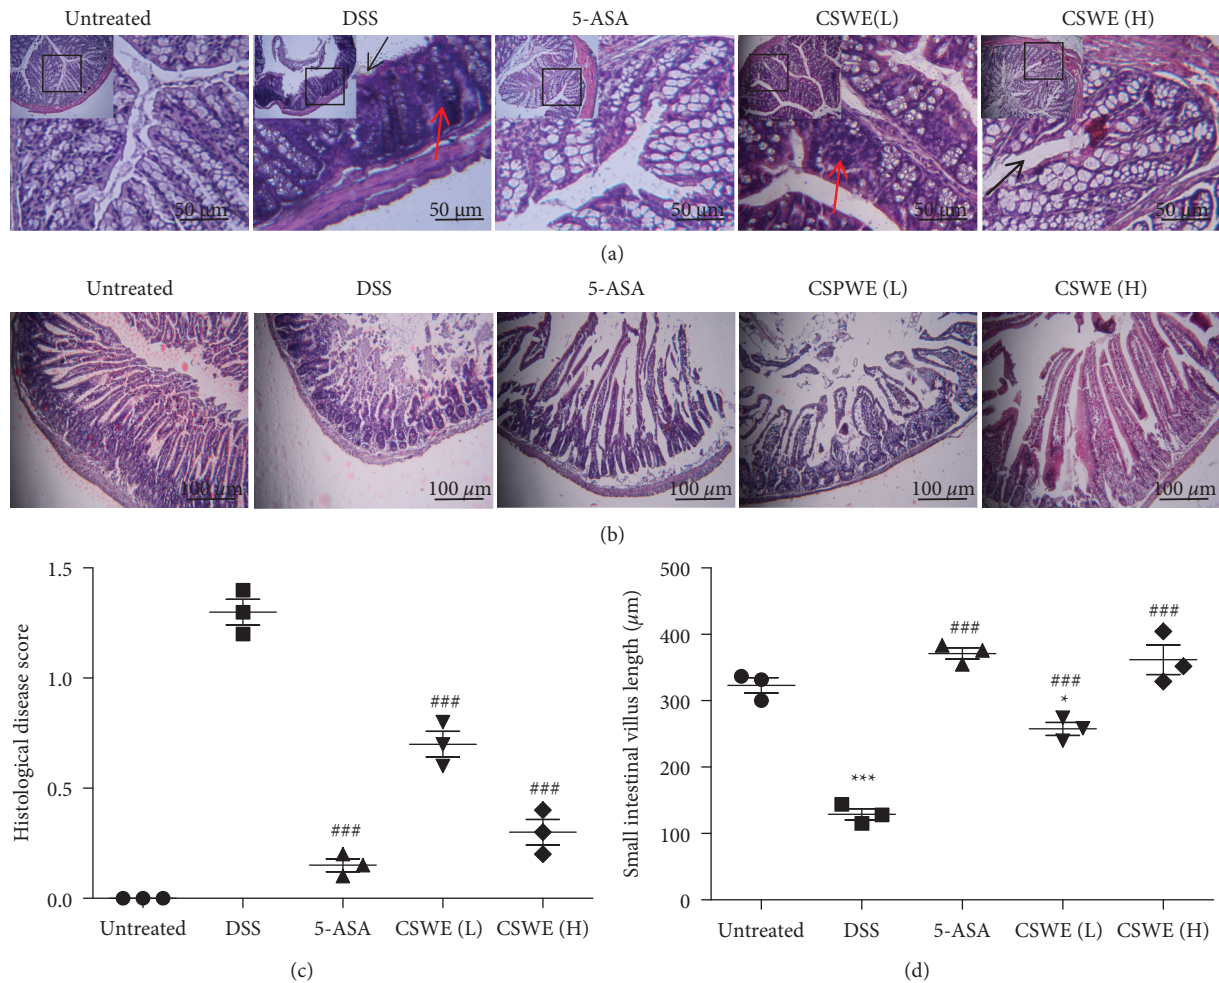 Untreated DSS 5-ASA CSWE(L) CSWE (H)
50 μm 50 μm 50 μm 50 μm 50 μm
(a)
Untreated DSS 5-ASA CSPWE (L) CSWE (H)
100 μm 100 μm 100 μm 100 μm 100 μm
(b)
Histological disease score
1.5
1.0
0.5
0.0
###
###
###
Untreated DSS 5-ASA CSWE (L) CSWE (H)
(c)
Small intestinal villus length (μm)
500
400
300
200
100
0
***
###
###
*
###
Untreated DSS 5-ASA CSWE (L) CSWE (H)
(d)